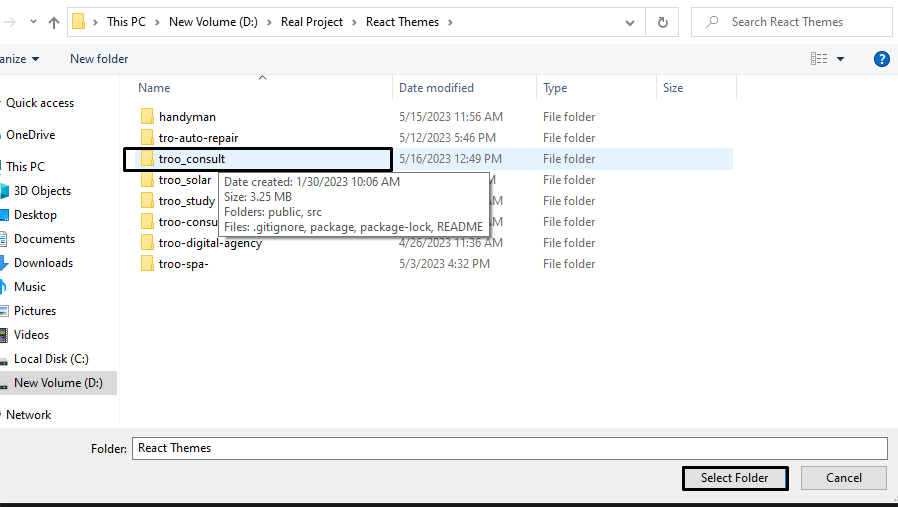 This PC > New Volume (D:) > Real Project > React Themes >
Search React Themes
anize
New folder
?
Name Date modified Type Size
Quick access
OneDrive
This PC
3D Objects
Desktop
Documents
Downloads
Music
Pictures
Videos
Local Disk (C:)
New Volume (D:)
Network
handyman 5/15/2023 11:56 AM File folder
tro-auto-repair 5/12/2023 5:46 PM File folder
troo_consult 5/16/2023 12:49 PM File folder
troo_solar M File folder
troo_study M File folder
troo-consu M File folder
troo-digital-agency 4/26/2023 11:36 AM File folder
troo-spa- 5/3/2023 4:32 PM File folder
Date created: 1/30/2023 10:06 AM
Size: 3.25 MB
Folders: public, src
Files: .gitignore, package, package-lock, README
Folder: React Themes
Select Folder Cancel